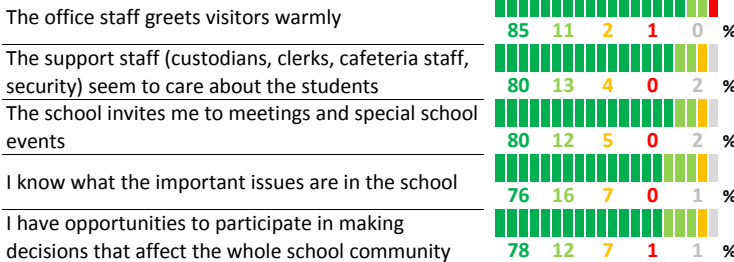 The office staff greets visitors warmly
85 11 2 1 0 %
The support staff (custodians, clerks, cafeteria staff,
security) seem to care about the students
80 13 4 0 2 %
The school invites me to meetings and special school
events
80 12 5 0 2 %
I know what the important issues are in the school
76 16 7 0 1 %
I have opportunities to participate in making
decisions that affect the whole school community
78 12 7 1 1 %